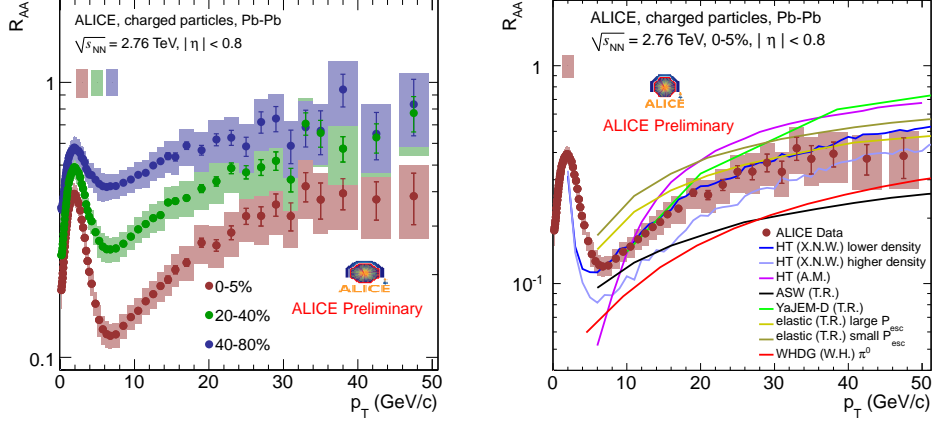 R_AA
ALICE, charged particles, Pb-Pb
√s_NN = 2.76 TeV, | η | < 0.8
1
0.1
ALICE
ALICE Preliminary
0-5%
20-40%
40-80%
0 10 20 30 40 50
p_T (GeV/c)
R_AA
ALICE, charged particles, Pb-Pb
√s_NN = 2.76 TeV, 0-5%, | η | < 0.8
1
10^-1
ALICE
ALICE Preliminary
ALICE Data
HT (X.N.W.) lower density
HT (X.N.W.) higher density
HT (A.M.)
ASW (T.R.)
YaJEM-D (T.R.)
elastic (T.R.) large P_esc
elastic (T.R.) small P_esc
WHDG (W.H.) π^0
0 10 20 30 40 50
p_T (GeV/c)